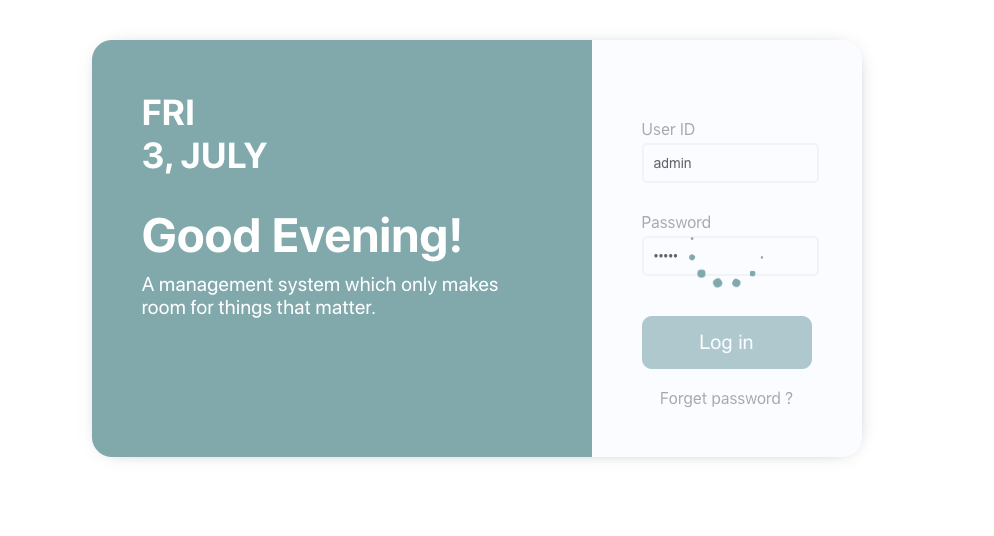 FRI
3, JULY
Good Evening!
A management system which only makes
room for things that matter.
User ID
admin
Password
•••••
Log in
Forget password ?